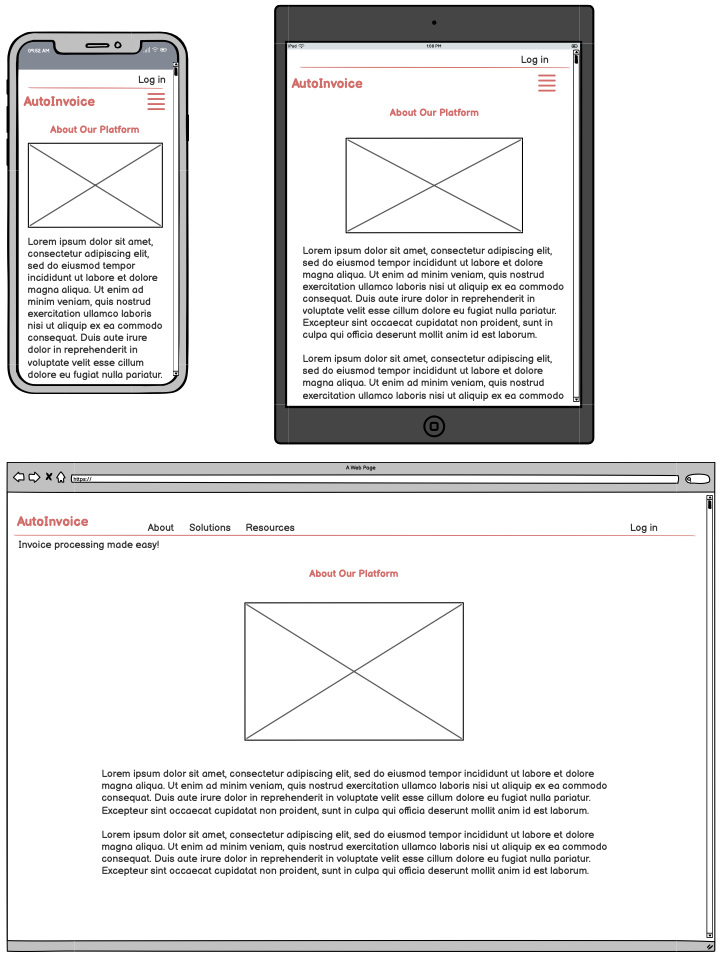 09:52 AM
Log in
AutoInvoice
About Our Platform
Lorem ipsum dolor sit amet,
consectetur adipiscing elit,
sed do eiusmod tempor
incididunt ut labore et dolore
magna aliqua. Ut enim ad
minim veniam, quis nostrud
exercitation ullamco laboris
nisi ut aliquip ex ea commodo
consequat. Duis aute irure
dolor in reprehenderit in
voluptate velit esse cillum
dolore eu fugiat nulla pariatur.
iPad
1:08 PM
Log in
AutoInvoice
About Our Platform
Lorem ipsum dolor sit amet, consectetur adipiscing elit,
sed do eiusmod tempor incididunt ut labore et dolore
magna aliqua. Ut enim ad minim veniam, quis nostrud
exercitation ullamco laboris nisi ut aliquip ex ea commodo
consequat. Duis aute irure dolor in reprehenderit in
voluptate velit esse cillum dolore eu fugiat nulla pariatur.
Excepteur sint occaecat cupidatat non proident, sunt in
culpa qui officia deserunt mollit anim id est laborum.
Lorem ipsum dolor sit amet, consectetur adipiscing elit,
sed do eiusmod tempor incididunt ut labore et dolore
magna aliqua. Ut enim ad minim veniam, quis nostrud
exercitation ullamco laboris nisi ut aliquip ex ea commodo
A Web Page
https://
AutoInvoice
About Solutions Resources
Log in
Invoice processing made easy!
About Our Platform
Lorem ipsum dolor sit amet, consectetur adipiscing elit, sed do eiusmod tempor incididunt ut labore et dolore
magna aliqua. Ut enim ad minim veniam, quis nostrud exercitation ullamco laboris nisi ut aliquip ex ea commodo
consequat. Duis aute irure dolor in reprehenderit in voluptate velit esse cillum dolore eu fugiat nulla pariatur.
Excepteur sint occaecat cupidatat non proident, sunt in culpa qui officia deserunt mollit anim id est laborum.
Lorem ipsum dolor sit amet, consectetur adipiscing elit, sed do eiusmod tempor incididunt ut labore et dolore
magna aliqua. Ut enim ad minim veniam, quis nostrud exercitation ullamco laboris nisi ut aliquip ex ea commodo
consequat. Duis aute irure dolor in reprehenderit in voluptate velit esse cillum dolore eu fugiat nulla pariatur.
Excepteur sint occaecat cupidatat non proident, sunt in culpa qui officia deserunt mollit anim id est laborum.